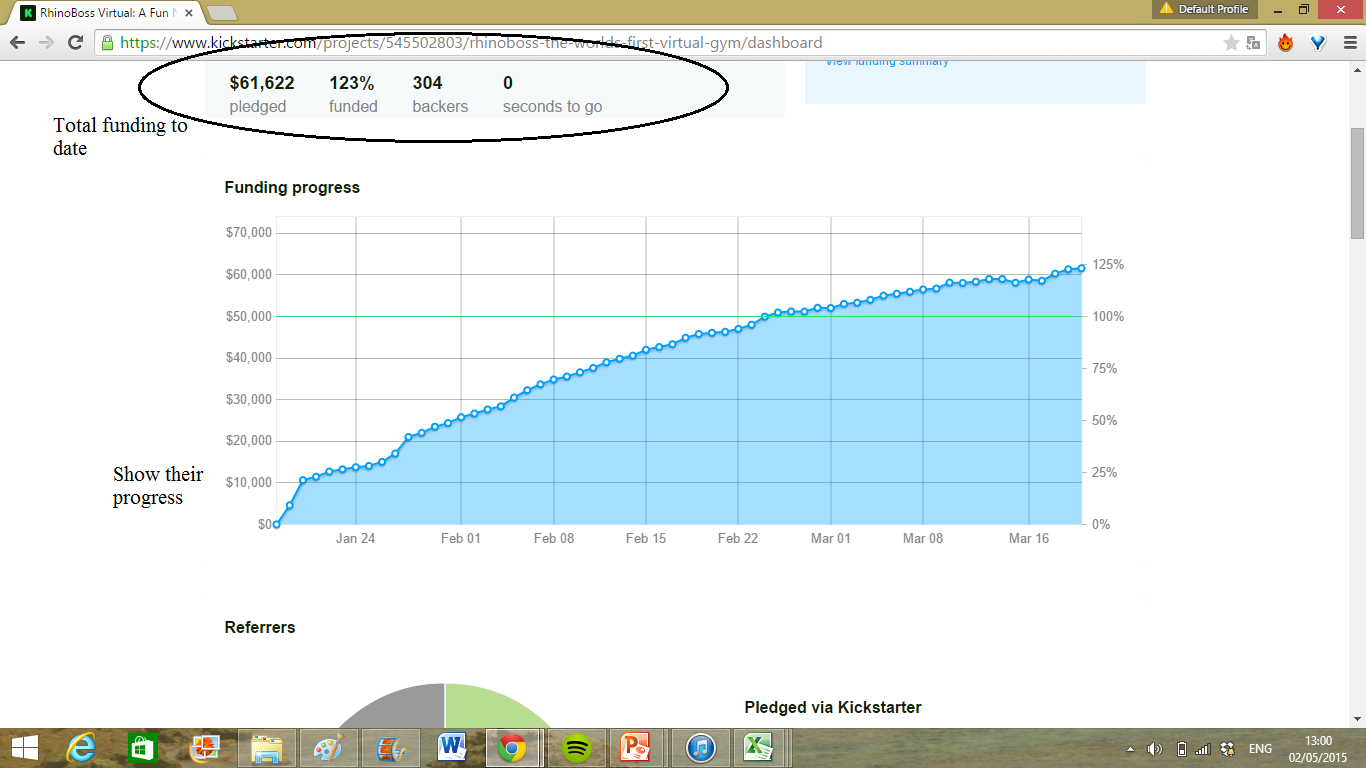 RhinoBoss Virtual: A Fun N
Default Profile
https://www.kickstarter.com/projects/545502803/rhinoboss-the-worlds-first-virtual-gym/dashboard
View funding summary
$61,622 123% 304 0
pledged funded backers seconds to go
Total funding to
date
Funding progress
$70,000
$60,000 125%
$50,000 100%
$40,000 75%
$30,000 50%
$20,000
Show their
progress
25%
$10,000
$0 0%
Jan 24 Feb 01 Feb 08 Feb 15 Feb 22 Mar 01 Mar 08 Mar 16
Referrers
Pledged via Kickstarter
ENG
13:00
02/05/2015